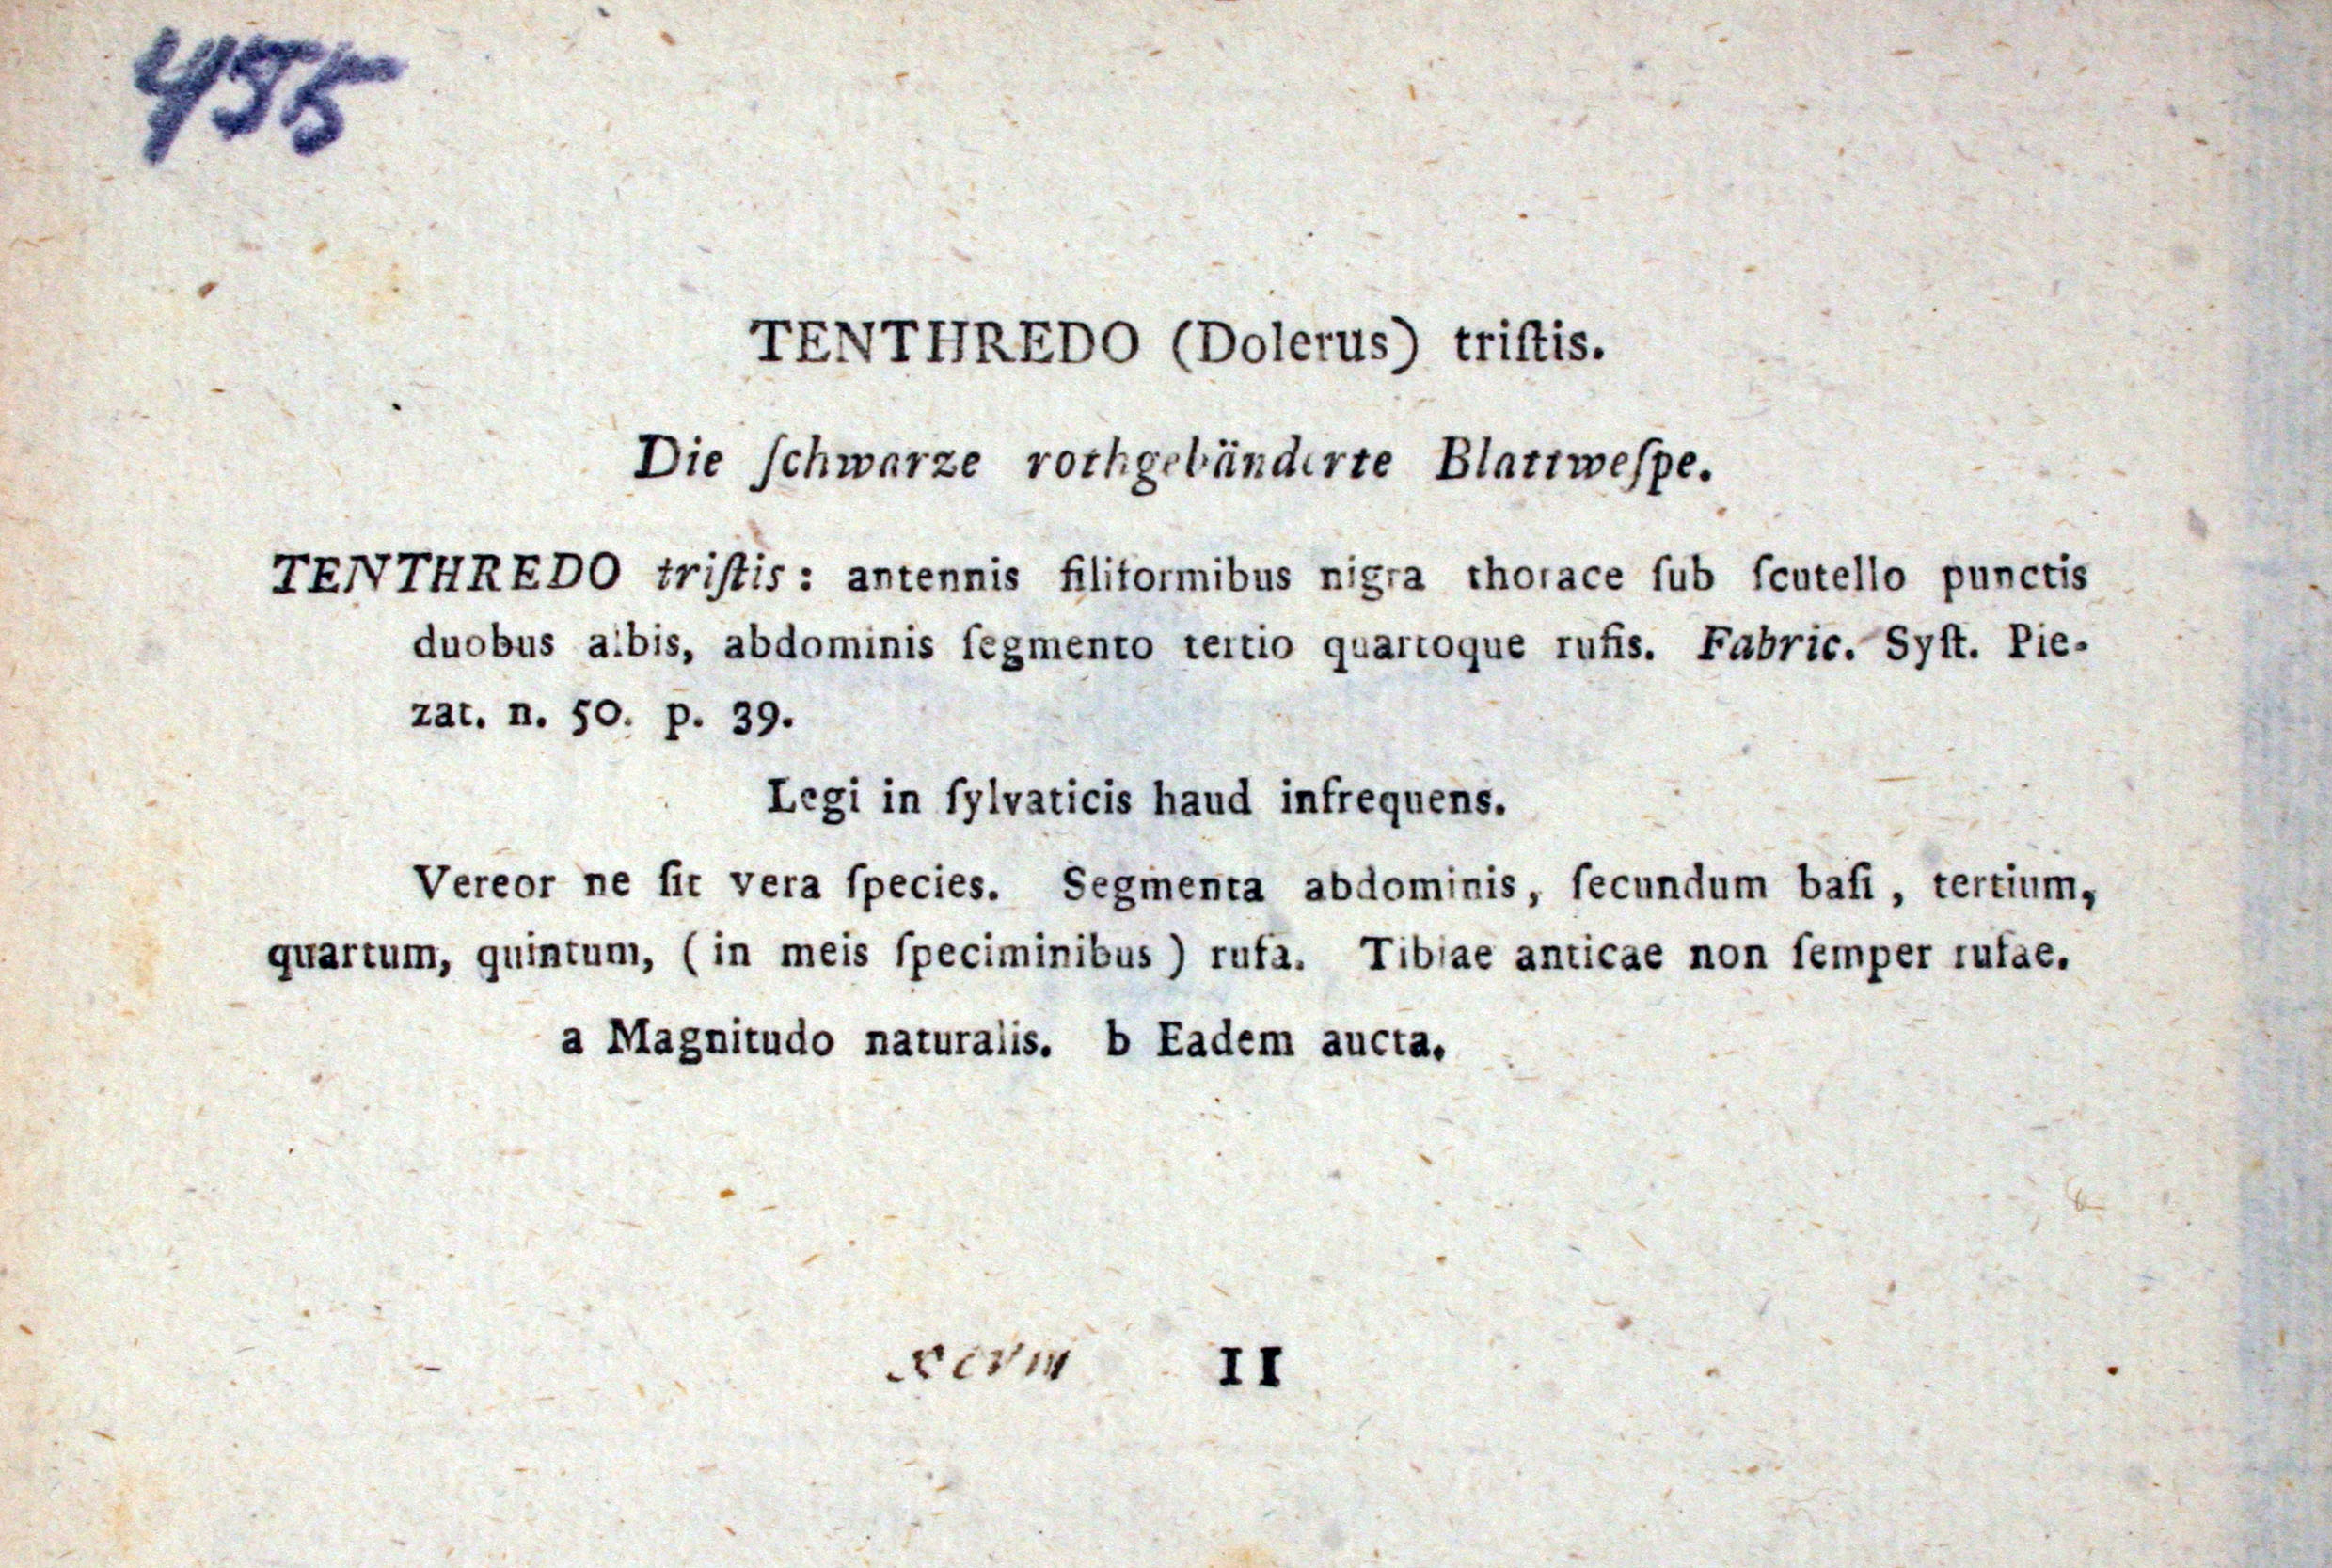 455
TENTHREDO (Dolerus) triſtis.
Die ſchwarze rothgebänderte Blattweſpe.
TENTHREDO triſtis: antennis filiformibus nigra thorace ſub ſcutello punctis
duobus albis, abdominis ſegmento tertio quartoque rufis. Fabric. Syſt. Pie-
zat. n. 50. p. 39.
Legi in ſylvaticis haud infrequens.
Vereor ne ſit vera ſpecies. Segmenta abdominis, ſecundum baſi, tertium,
quartum, quintum, (in meis ſpeciminibus) rufa. Tibiae anticae non ſemper rufae.
a Magnitudo naturalis. b Eadem aucta.
XCVIII 11